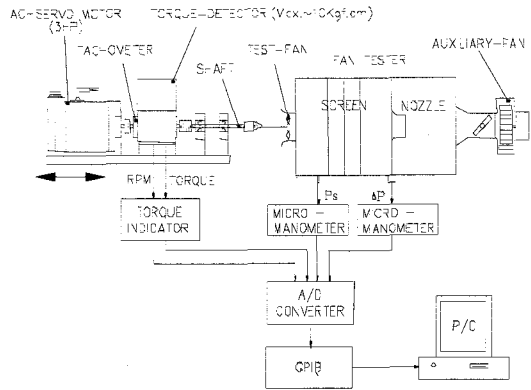 AC-SERVO MOTOR
(3HP)
TORQUE-DETECTOR (Max.~10Kgf.cm)
TACHOMETER
SHAFT
TEST-FAN
FAN TESTER
AUXILIARY-FAN
SCREEN
NOZZLE
RPM
TORQUE
Ps
ΔP
TORQUE
INDICATOR
MICRO-
MANOMETER
MICRO-
MANOMETER
A/D
CONVERTER
GPIB
P/C